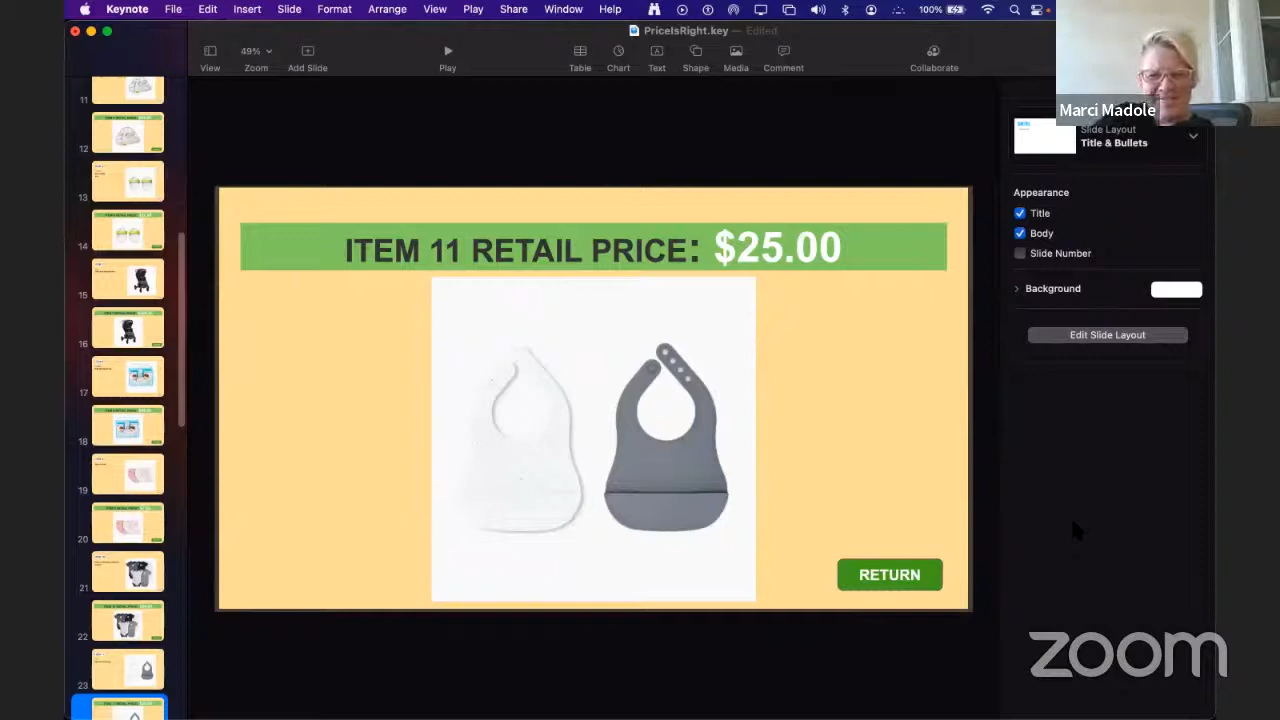 Keynote File Edit Insert Slide Format Arrange View Play Share Window Help 100%
PriceIsRight.key — Edited
49%
View Zoom Add Slide Play Table Chart Text Shape Media Comment Collaborate
Marci Madole
Slide Layout
Title & Bullets
Appearance
Title
Body
Slide Number
Background
Edit Slide Layout
11
12
13
14
15
16
17
18
19
20
21
22
23
ITEM 11 RETAIL PRICE: $25.00
RETURN
zoom